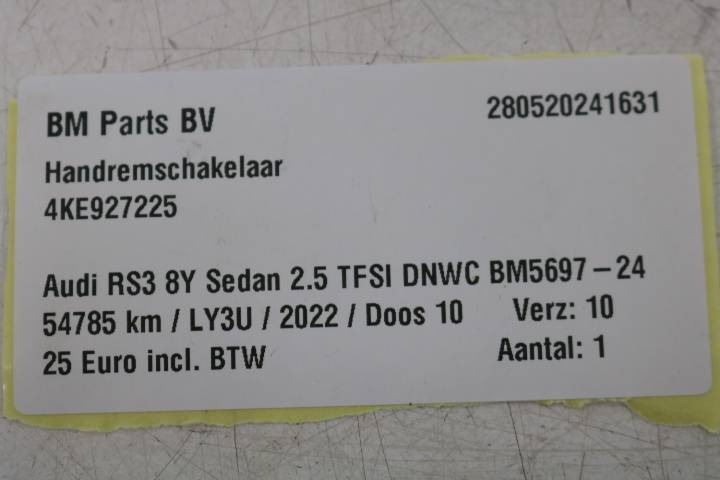 BM Parts BV 280520241631
Handremschakelaar
4KE927225
Audi RS3 8Y Sedan 2.5 TFSI DNWC BM5697-24
54785 km / LY3U / 2022 / Doos 10 Verz: 10
25 Euro incl. BTW Aantal: 1